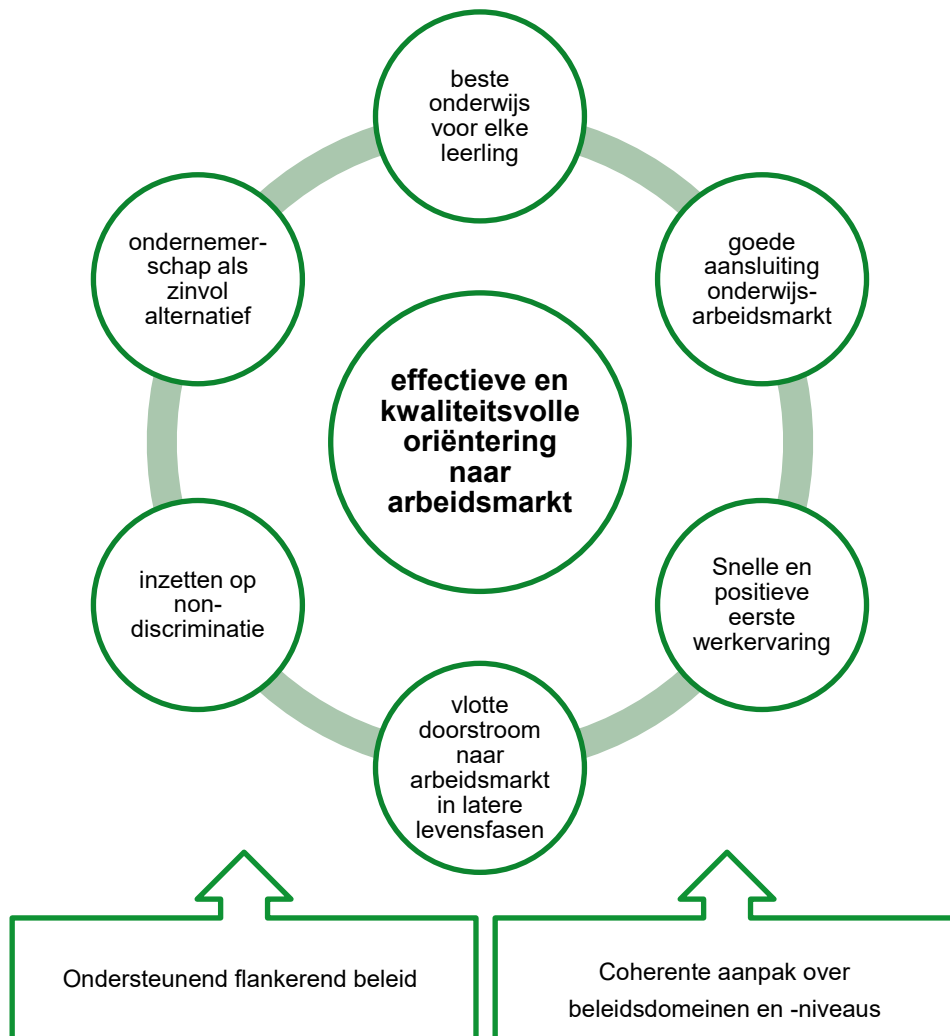 beste
onderwijs
voor elke
leerling
goede
aansluiting
onderwijs-
arbeidsmarkt
Snelle en
positieve
eerste
werkervaring
vlotte
doorstroom
naar
arbeidsmarkt
in latere
levensfasen
inzetten op
non-
discriminatie
ondernemer-
schap als
zinvol
alternatief
effectieve en
kwaliteitsvolle
oriëntering
naar
arbeidsmarkt
Ondersteunend flankerend beleid
Coherente aanpak over
beleidsdomeinen en -niveaus